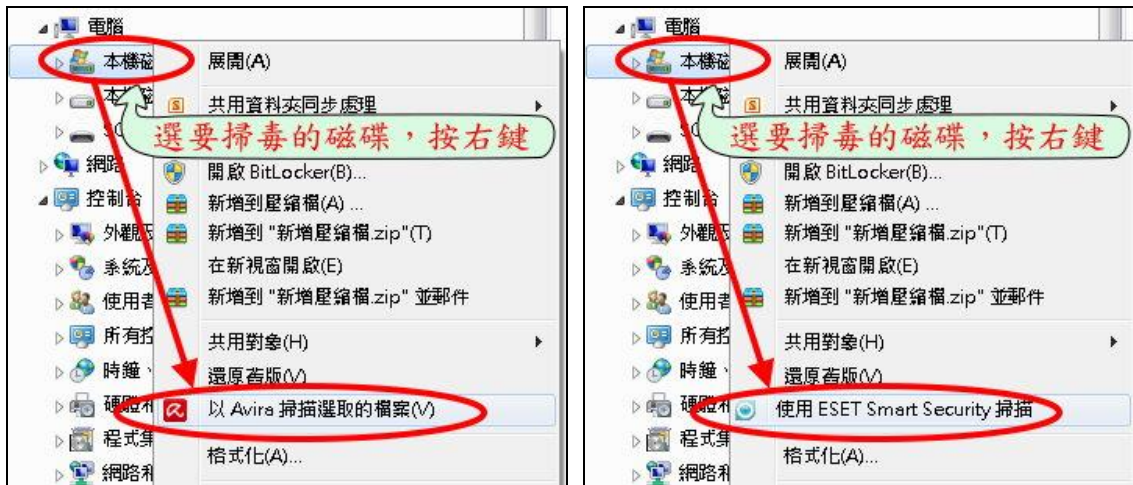 電腦
本機磁
展開(A)
本機磁
共用資料夾同步處理
選要掃毒的磁碟，按右鍵
網路
開啟 BitLocker(B)...
控制台
新增到壓縮檔(A) ...
外觀及
新增到 "新增壓縮檔.zip"(T)
系統及
在新視窗開啟(E)
使用者
新增到 "新增壓縮檔.zip" 並郵件
所有控
共用對象(H)
時鐘、
還原舊版(V)
硬體和
以 Avira 掃描選取的檔案(V)
程式集
格式化(A)...
網路和
電腦
本機磁
展開(A)
本機磁
共用資料夾同步處理
選要掃毒的磁碟，按右鍵
網路
開啟 BitLocker(B)...
控制台
新增到壓縮檔(A) ...
外觀及
新增到 "新增壓縮檔.zip"(T)
系統及
在新視窗開啟(E)
使用者
新增到 "新增壓縮檔.zip" 並郵件
所有控
共用對象(H)
時鐘、
還原舊版(V)
硬體和
使用 ESET Smart Security 掃描
程式集
格式化(A)...
網路和